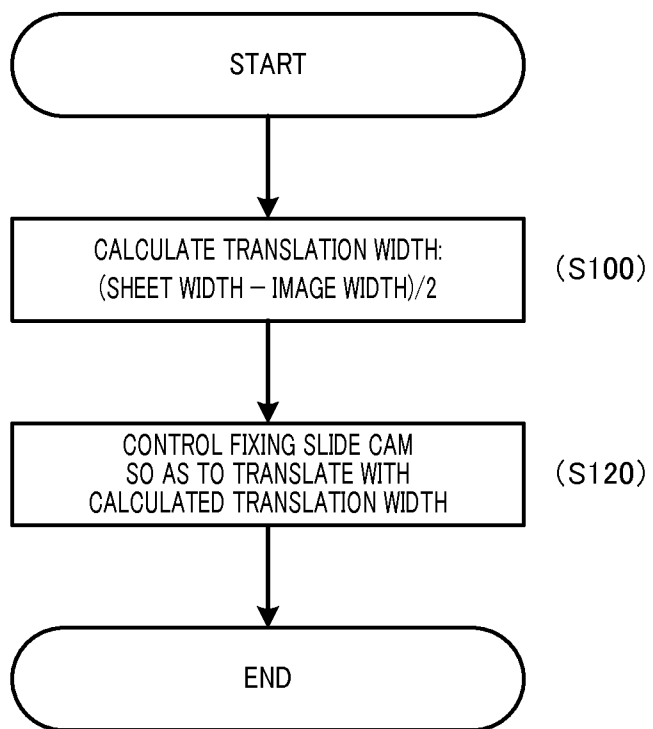 START
CALCULATE TRANSLATION WIDTH:
(SHEET WIDTH − IMAGE WIDTH)/2
(S100)
CONTROL FIXING SLIDE CAM
SO AS TO TRANSLATE WITH
CALCULATED TRANSLATION WIDTH
(S120)
END